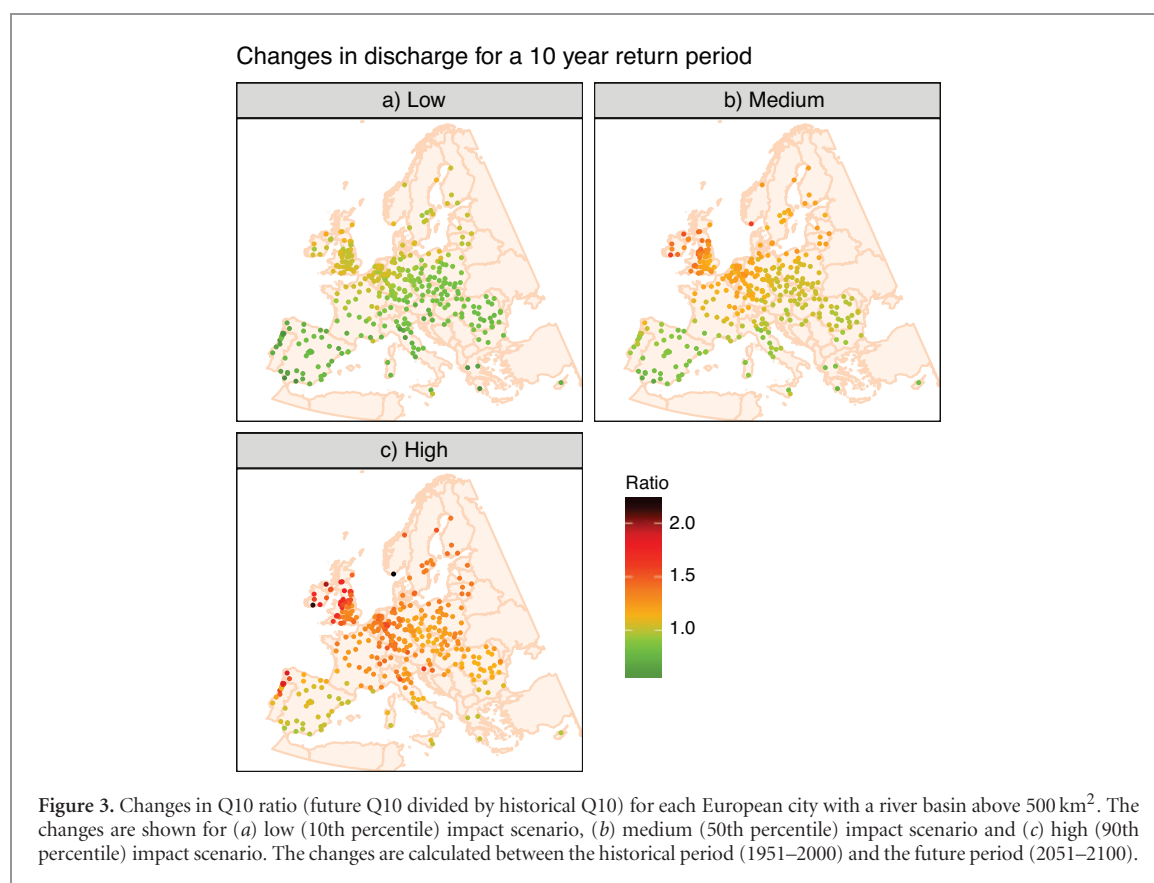 Changes in discharge for a 10 year return period
a) Low
b) Medium
c) High
Ratio
2.0
1.5
1.0
Figure 3. Changes in Q10 ratio (future Q10 divided by historical Q10) for each European city with a river basin above 500 km². The
changes are shown for (a) low (10th percentile) impact scenario, (b) medium (50th percentile) impact scenario and (c) high (90th
percentile) impact scenario. The changes are calculated between the historical period (1951–2000) and the future period (2051–2100).